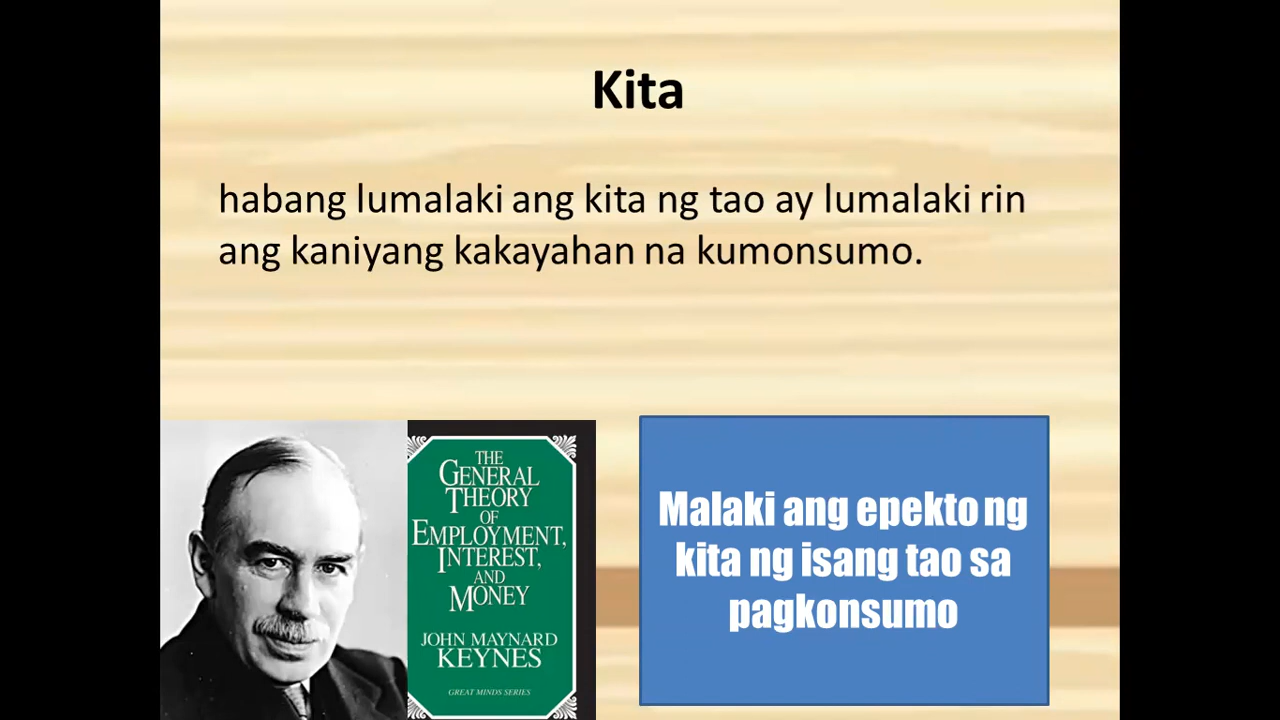 Kita
habang lumalaki ang kita ng tao ay lumalaki rin
ang kaniyang kakayahan na kumonsumo.
THE
GENERAL
THEORY
OF
EMPLOYMENT,
INTEREST,
AND
MONEY
JOHN MAYNARD
KEYNES
GREAT MINDS SERIES
Malaki ang epekto ng
kita ng isang tao sa
pagkonsumo